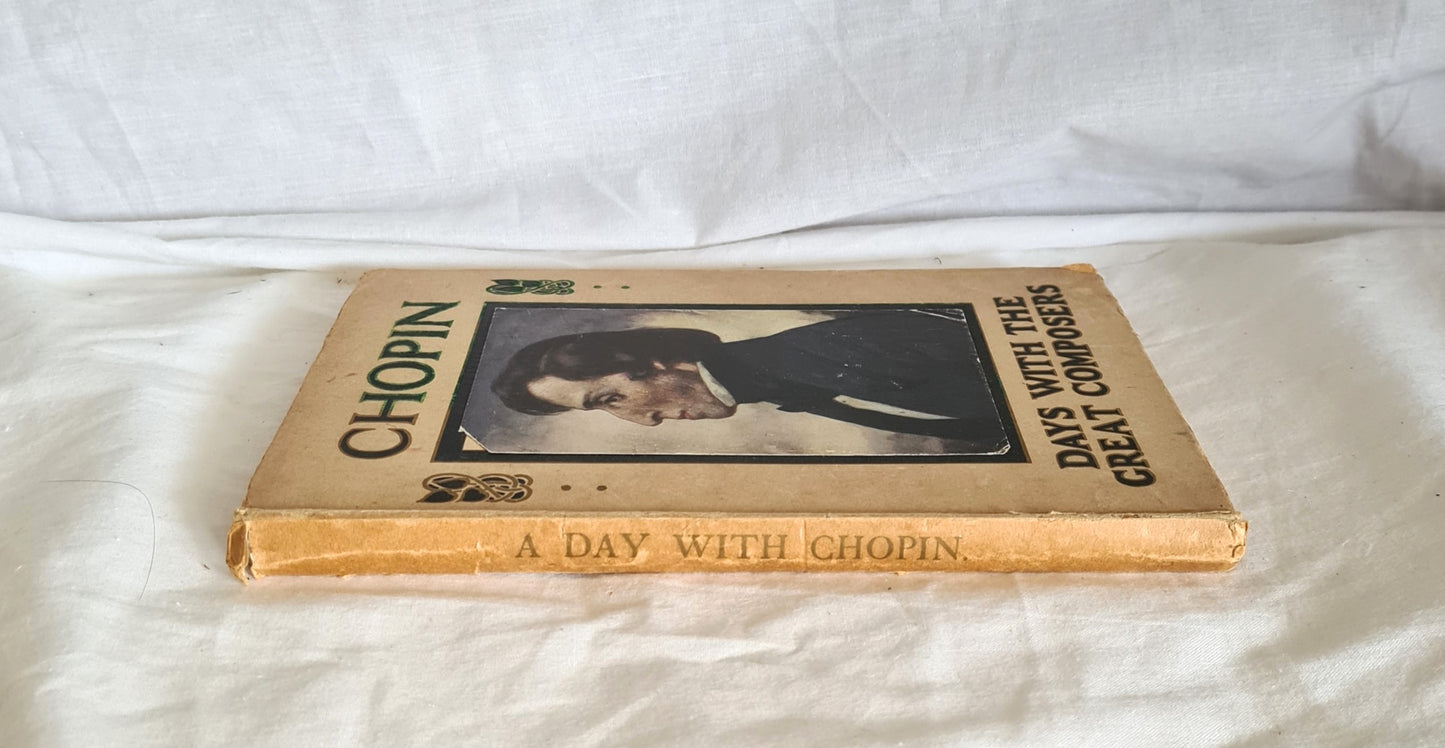 CHOPIN
DAYS WITH THE
GREAT COMPOSERS
A DAY WITH CHOPIN.